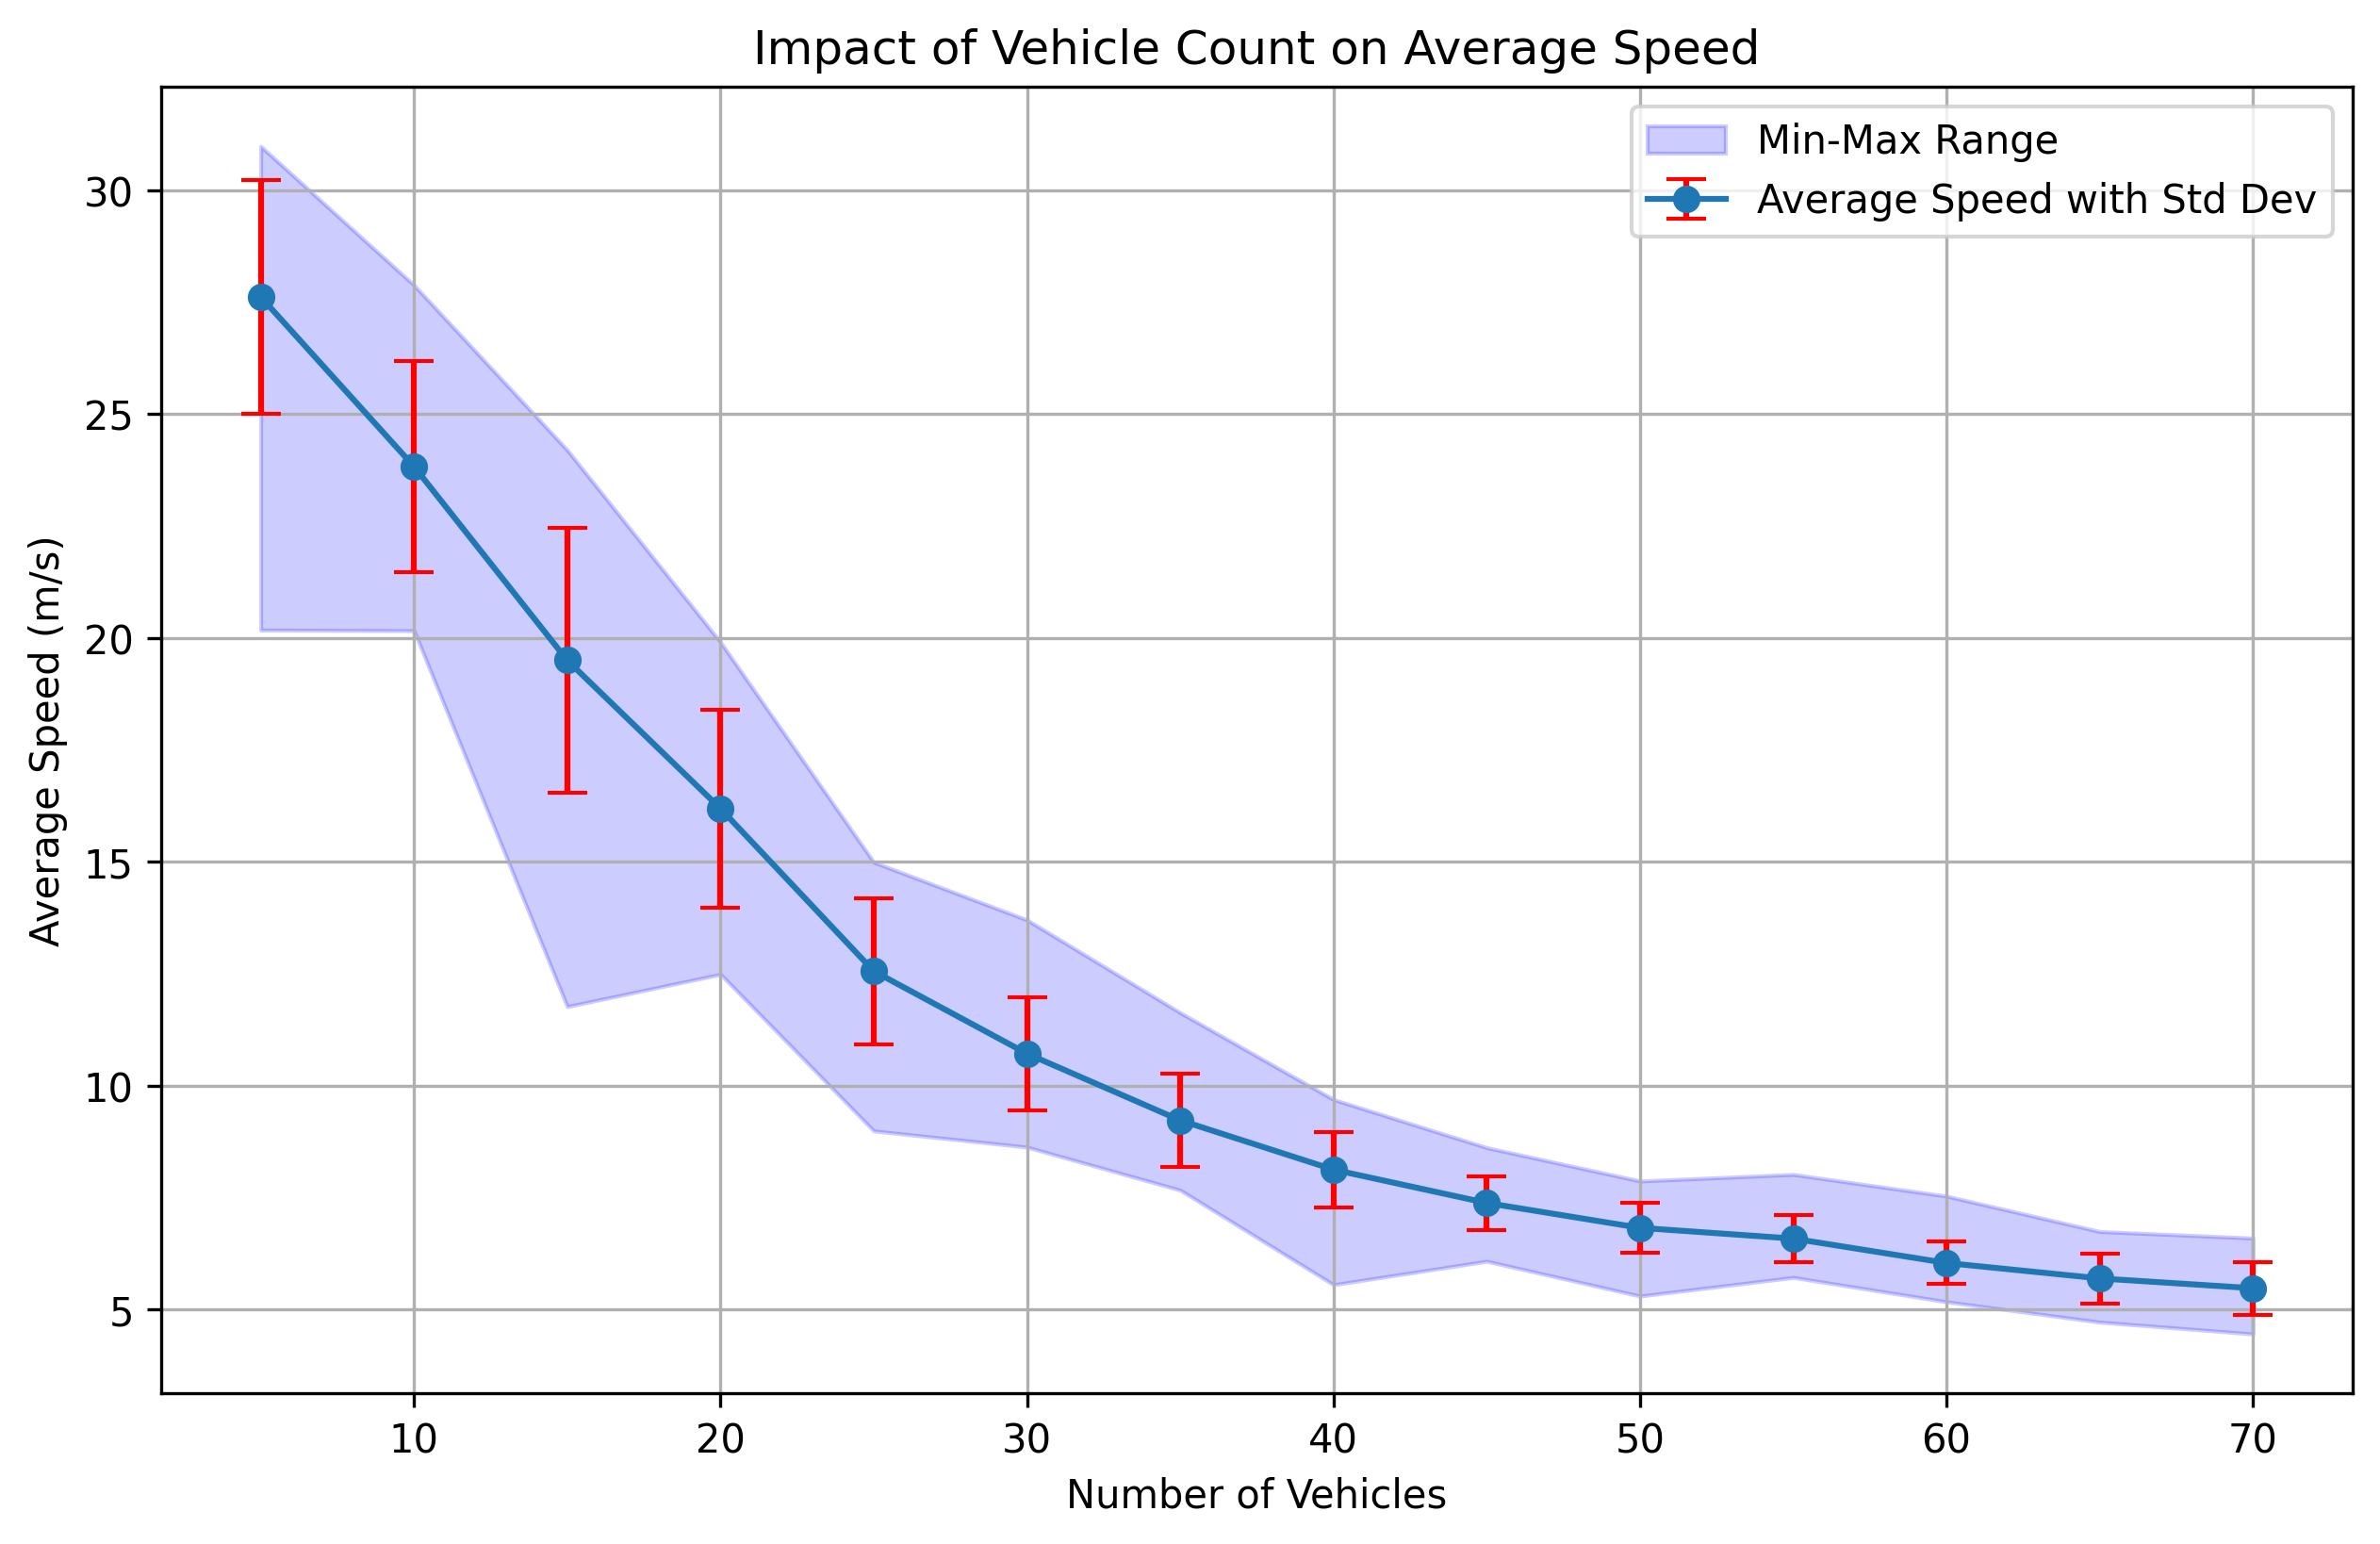 Impact of Vehicle Count on Average Speed
Min-Max Range
Average Speed with Std Dev
Average Speed (m/s)
30
25
20
15
10
5
10 20 30 40 50 60 70
Number of Vehicles